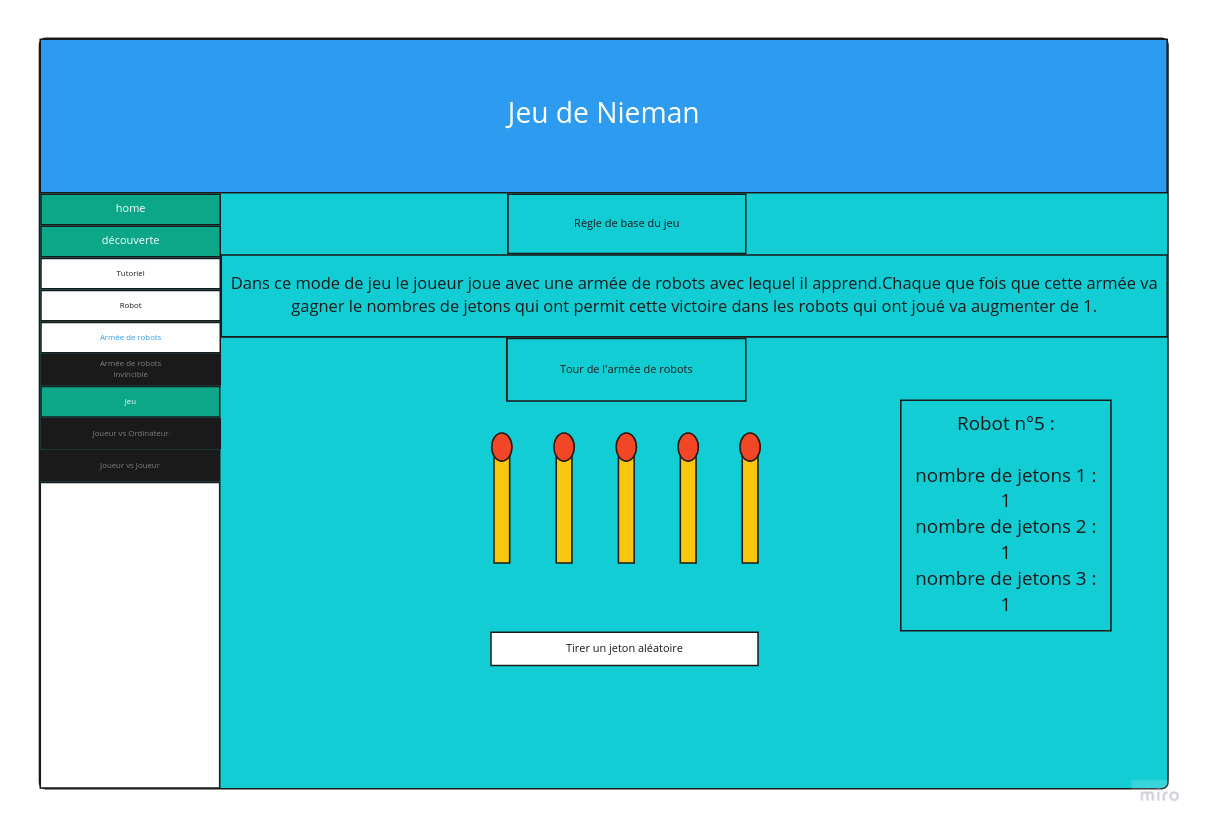 Jeu de Nieman
home
découverte
Tutoriel
Robot
Armée de robots
Armée de robots
invincible
Jeu
Joueur vs Ordinateur
Joueur vs joueur
Règle de base du jeu
Dans ce mode de jeu le joueur joue avec une armée de robots avec lequel il apprend.Chaque que fois que cette armée va
gagner le nombres de jetons qui ont permit cette victoire dans les robots qui ont joué va augmenter de 1.
Tour de l'armée de robots
Robot n°5 :
nombre de jetons 1 :
1
nombre de jetons 2 :
1
nombre de jetons 3 :
1
Tirer un jeton aléatoire
miro